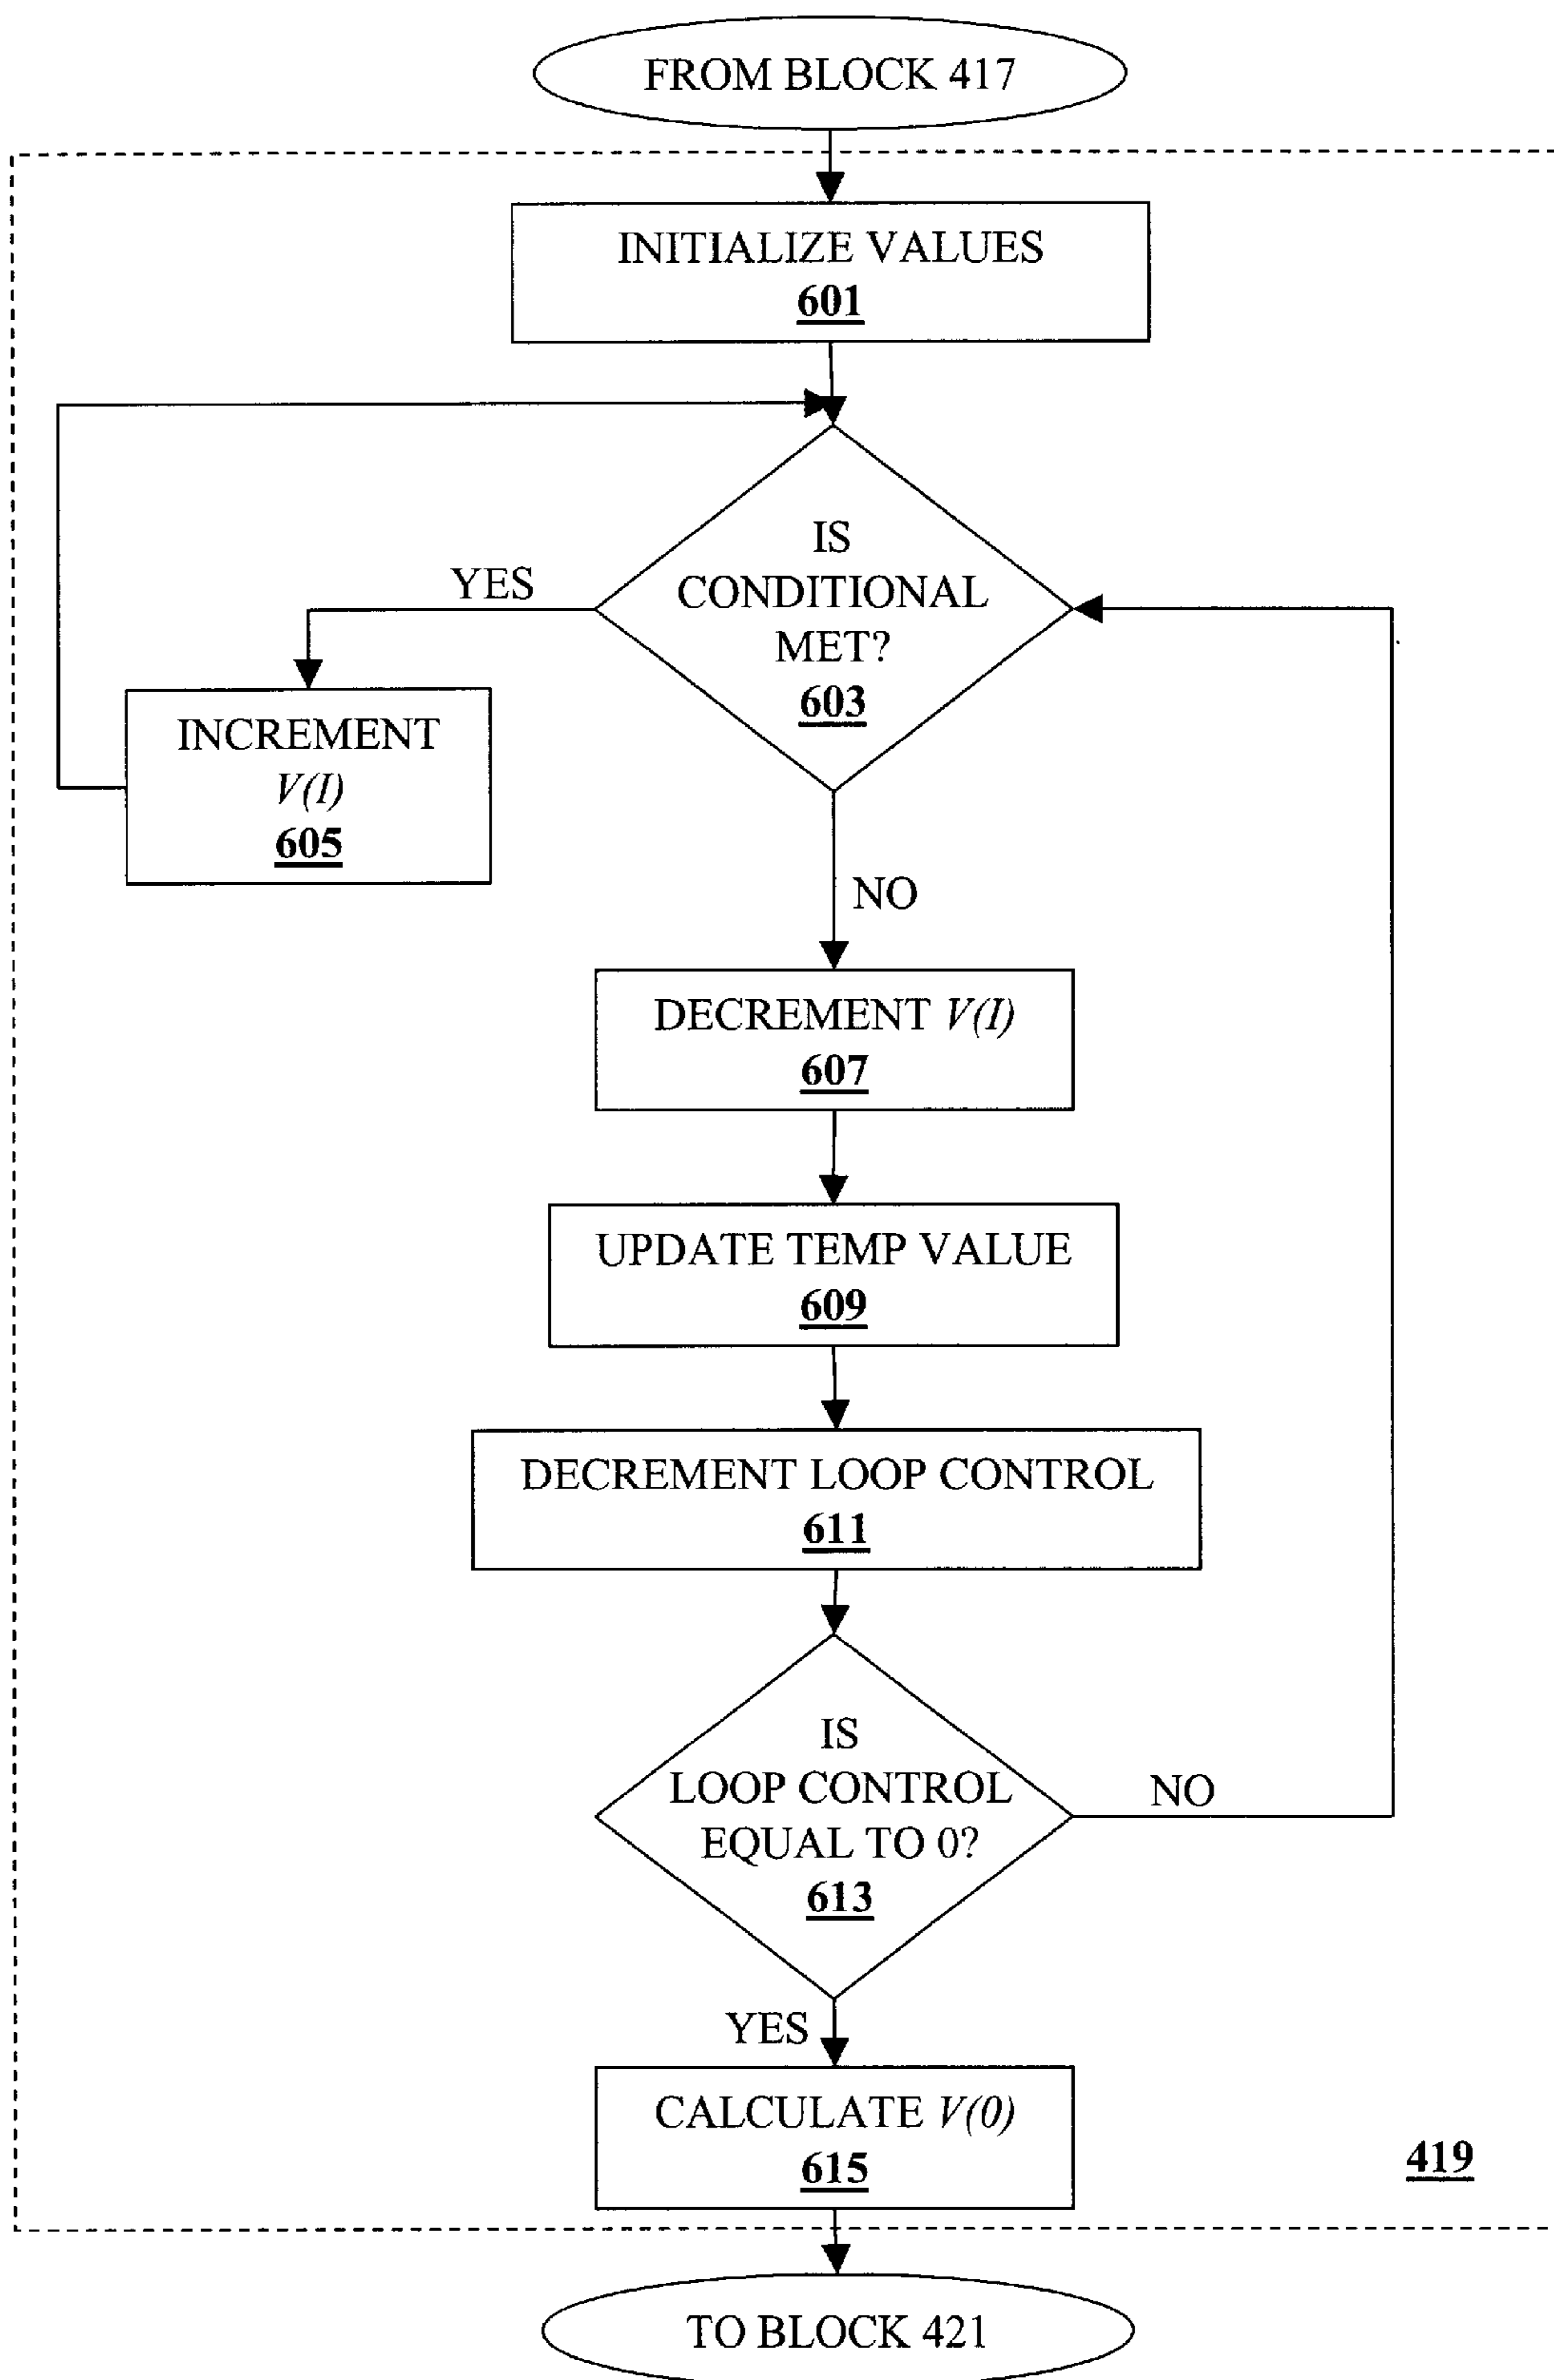 FROM BLOCK 417
INITIALIZE VALUES
601
IS
CONDITIONAL
MET?
603
YES
INCREMENT
V(I)
605
NO
DECREMENT V(I)
607
UPDATE TEMP VALUE
609
DECREMENT LOOP CONTROL
611
IS
LOOP CONTROL
EQUAL TO 0?
613
NO
YES
CALCULATE V(0)
615
419
TO BLOCK 421